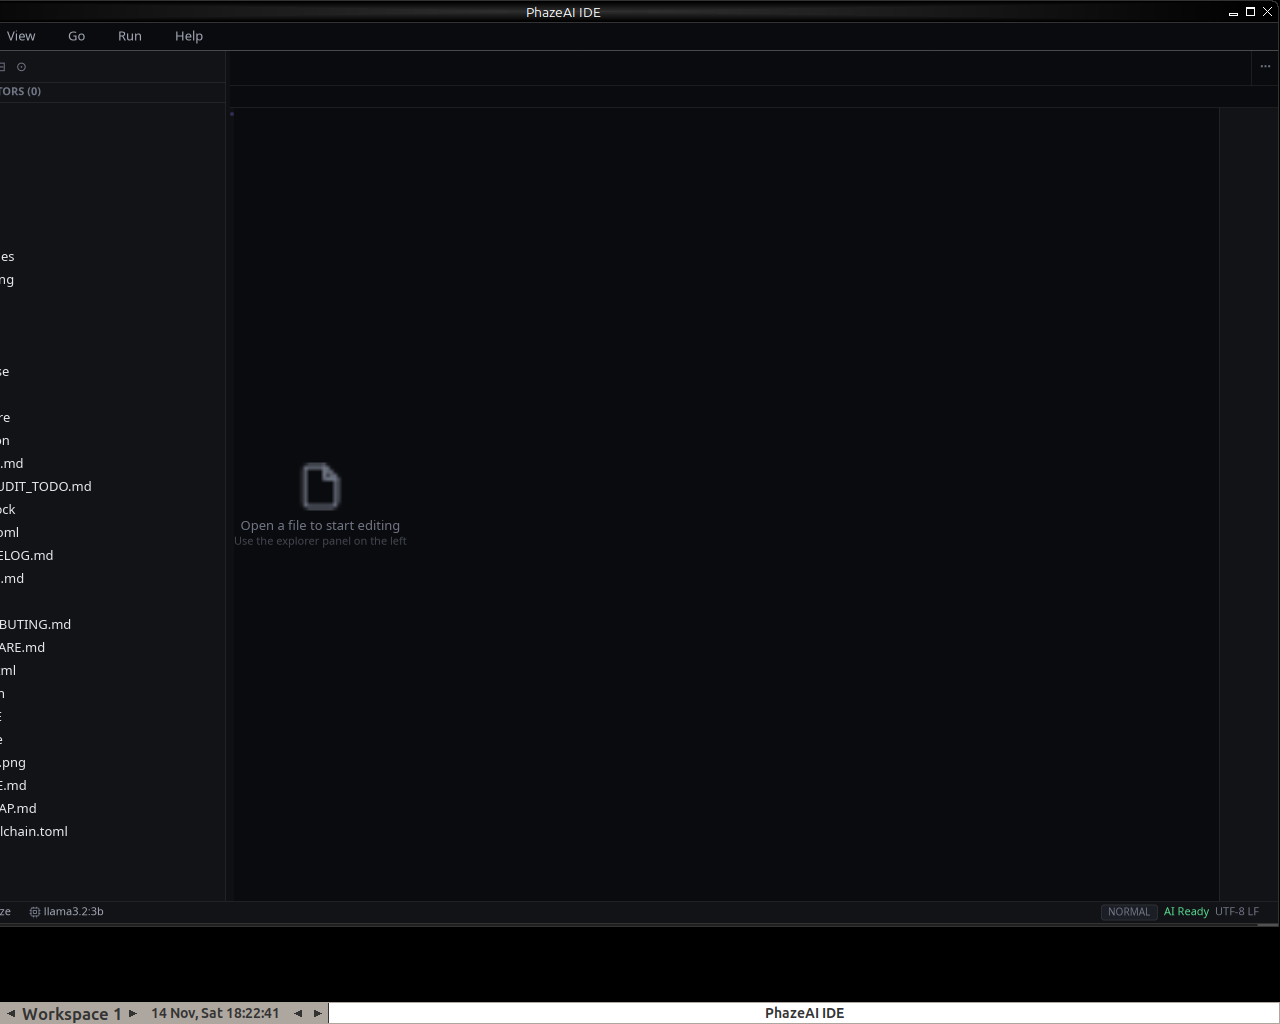 PhazeAI IDE
View Go Run Help
TORS (0)
es
ng
se
re
on
.md
UDIT_TODO.md
ock
oml
ELOG.md
.md
BUTING.md
ARE.md
ml
n
E
e
.png
E.md
AP.md
lchain.toml
Open a file to start editing
Use the explorer panel on the left
ze llama3.2:3b NORMAL AI Ready UTF-8 LF
Workspace 1 14 Nov, Sat 18:22:41 PhazeAI IDE